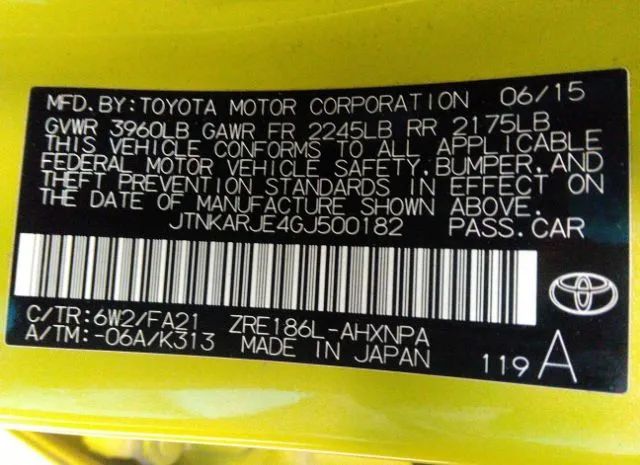 MFD.BY:TOYOTA MOTOR CORPORATION 06/15
GVWR 3960LB GAWR FR 2245LB RR 2175LB
THIS VEHICLE CONFORMS TO ALL APPLICABLE
FEDERAL MOTOR VEHICLE SAFETY,BUMPER,AND
THEFT PREVENTION STANDARDS IN EFFECT ON
THE DATE OF MANUFACTURE SHOWN ABOVE.
JTNKARJE4GJ500182 PASS.CAR
C/TR:6W2/FA21 ZRE186L-AHXNPA
A/TM:-06A/K313 MADE IN JAPAN
119 A